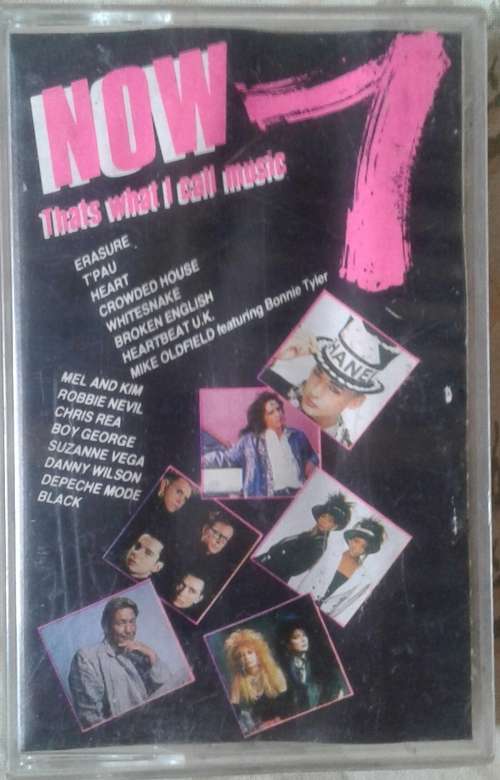 NOW 7
Thats what I call music
ERASURE
T'PAU
HEART
CROWDED HOUSE
WHITESNAKE
BROKEN ENGLISH
HEARTBEAT U.K.
MIKE OLDFIELD featuring Bonnie Tyler
MEL AND KIM
ROBBIE NEVIL
CHRIS REA
BOY GEORGE
SUZANNE VEGA
DANNY WILSON
DEPECHE MODE
BLACK
HANEL